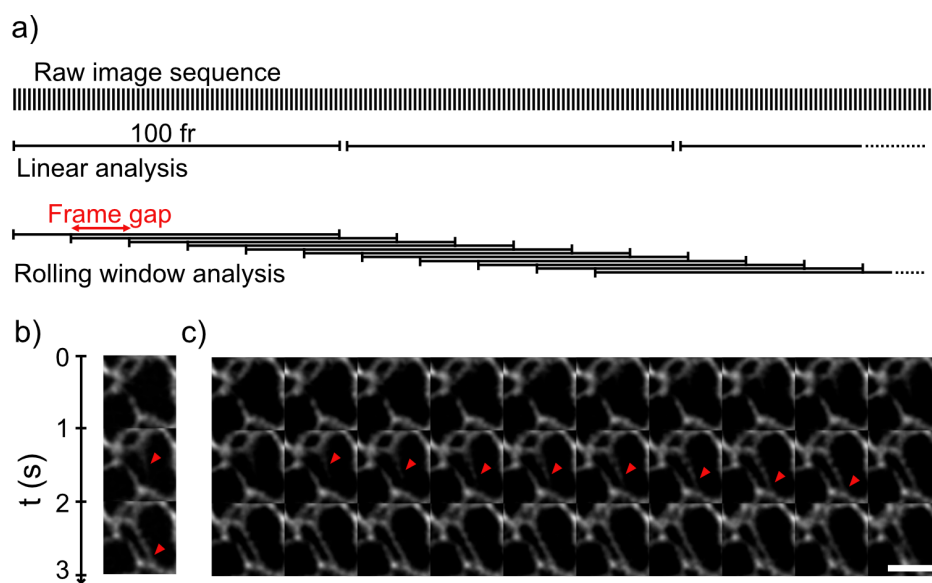 a)
Raw image sequence
100 fr
Linear analysis
Frame gap
Rolling window analysis
b)
c)
0
1
2
3
t (s)